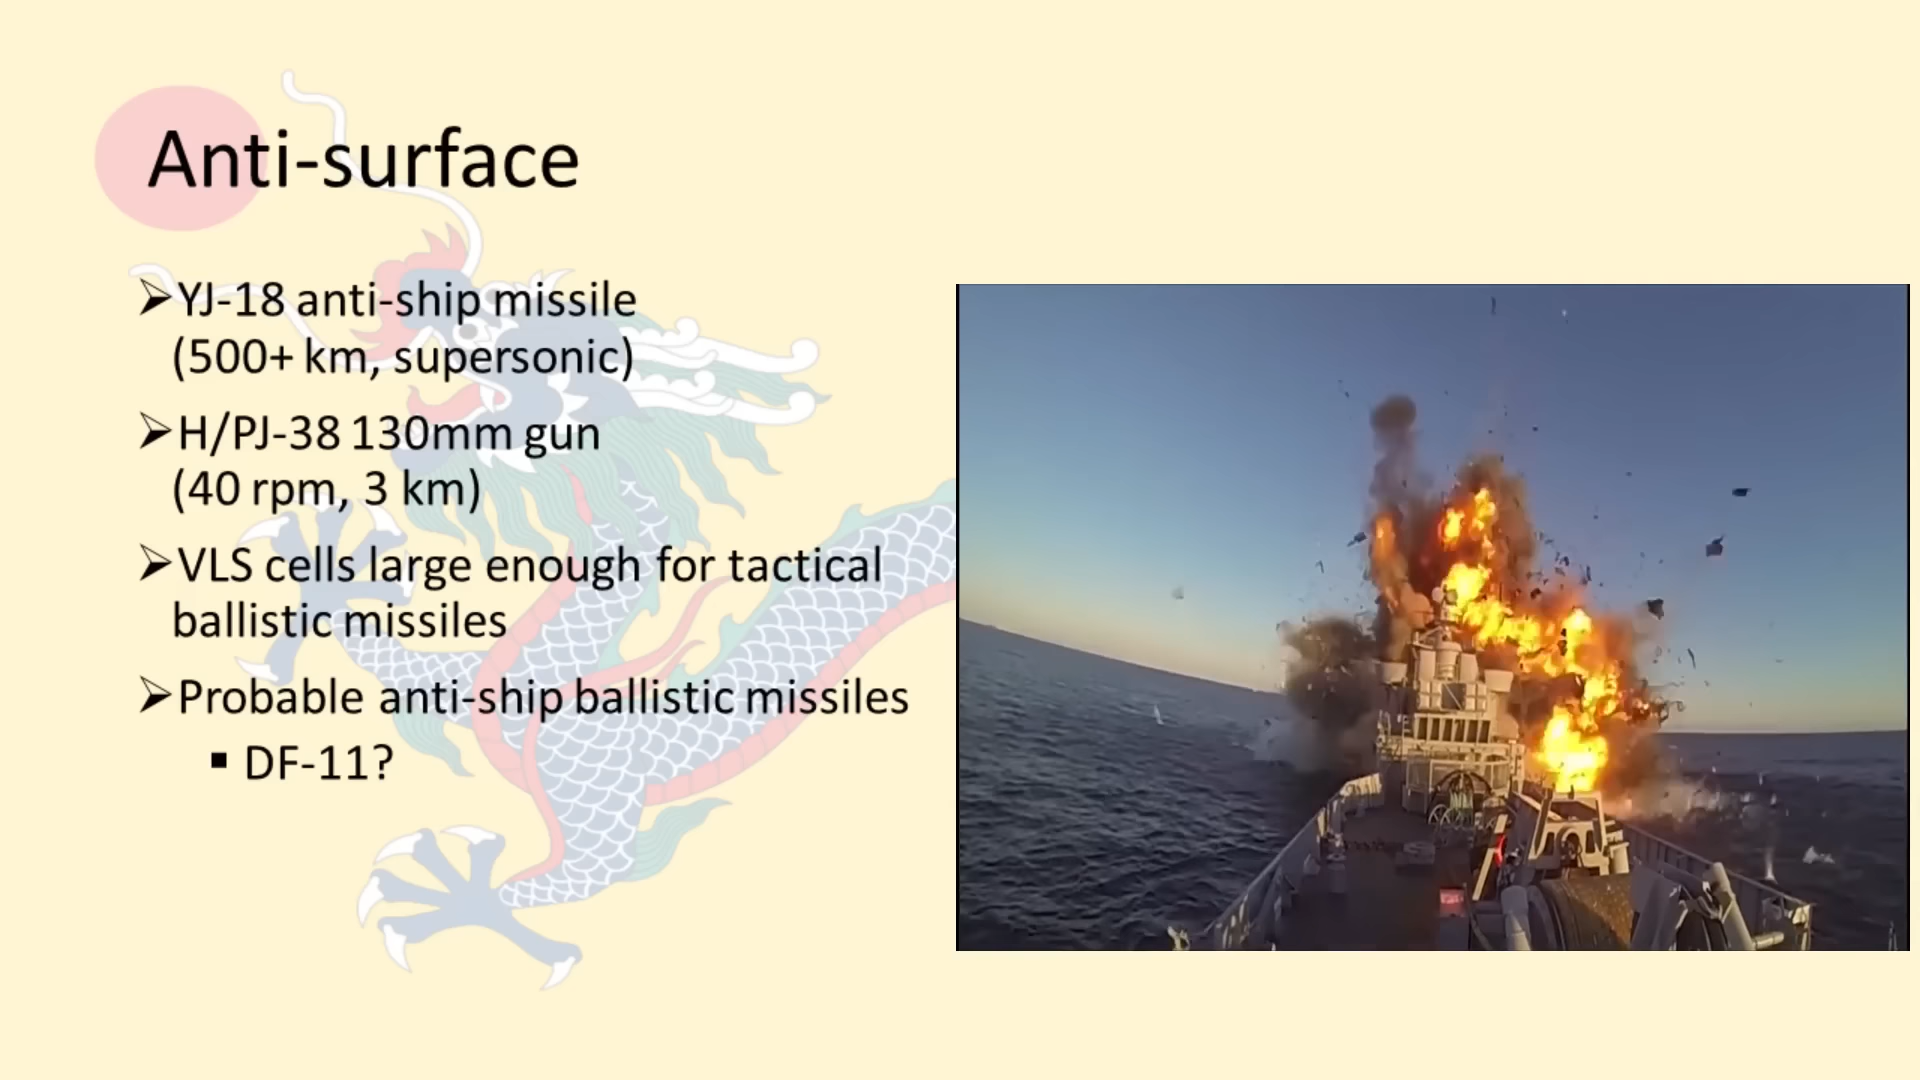 Anti-surface
➢YJ-18 anti-ship missile
(500+ km, supersonic)
➢H/PJ-38 130mm gun
(40 rpm, 3 km)
➢VLS cells large enough for tactical
ballistic missiles
➢Probable anti-ship ballistic missiles
▪ DF-11?